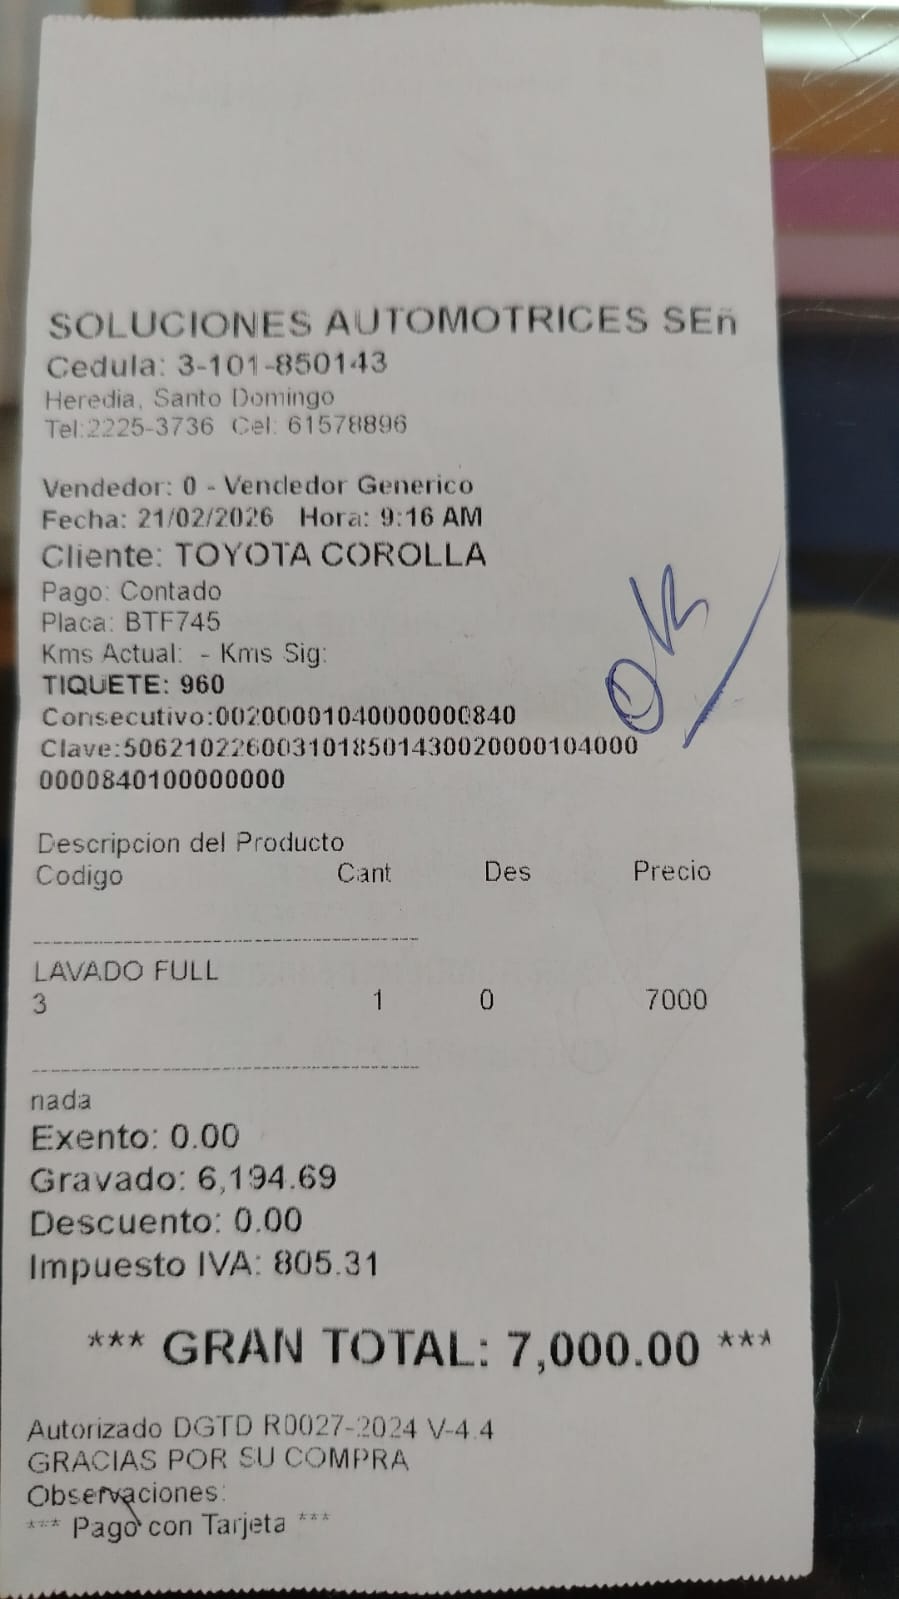 SOLUCIONES AUTOMOTRICES SEñ
Cedula: 3-101-850143
Heredia, Santo Domingo
Tel:2225-3736 Cel: 61578896
Vendedor: 0 - Vendedor Generico
Fecha: 21/02/2026 Hora: 9:16 AM
Cliente: TOYOTA COROLLA
Pago: Contado
Placa: BTF745
Kms Actual: - Kms Sig:
TIQUETE: 960
Consecutivo:00200001040000000840
Clave:5062102260031018501430020000104000
0000840100000000
OK
Descripcion del Producto
Codigo Cant Des Precio
LAVADO FULL
3 1 0 7000
nada
Exento: 0.00
Gravado: 6,194.69
Descuento: 0.00
Impuesto IVA: 805.31
*** GRAN TOTAL: 7,000.00 ***
Autorizado DGTD R0027-2024 V-4.4
GRACIAS POR SU COMPRA
Observaciones:
*** Pago con Tarjeta ***